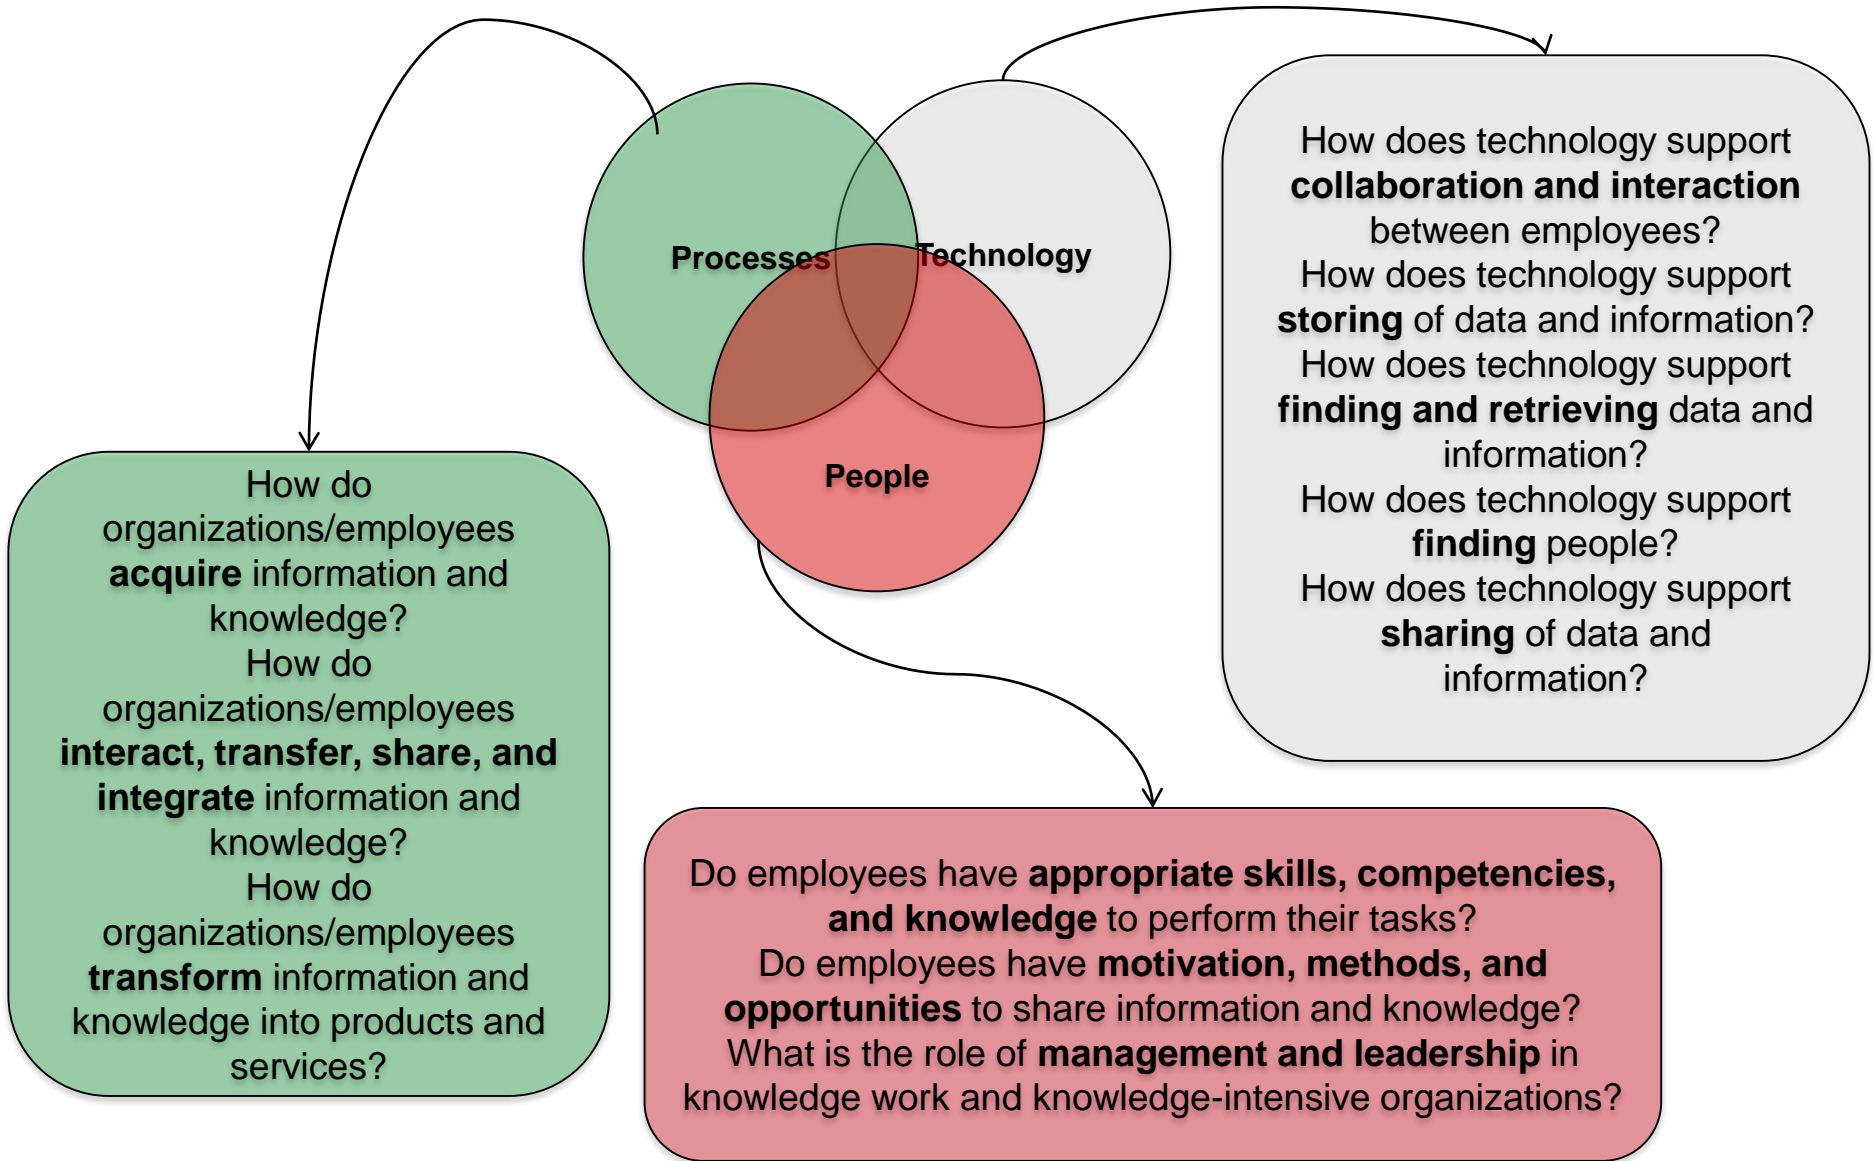 Processes
Technology
People
How does technology support
collaboration and interaction
between employees?
How does technology support
storing of data and information?
How does technology support
finding and retrieving data and
information?
How does technology support
finding people?
How does technology support
sharing of data and
information?
How do
organizations/employees
acquire information and
knowledge?
How do
organizations/employees
interact, transfer, share, and
integrate information and
knowledge?
How do
organizations/employees
transform information and
knowledge into products and
services?
Do employees have appropriate skills, competencies,
and knowledge to perform their tasks?
Do employees have motivation, methods, and
opportunities to share information and knowledge?
What is the role of management and leadership in
knowledge work and knowledge-intensive organizations?